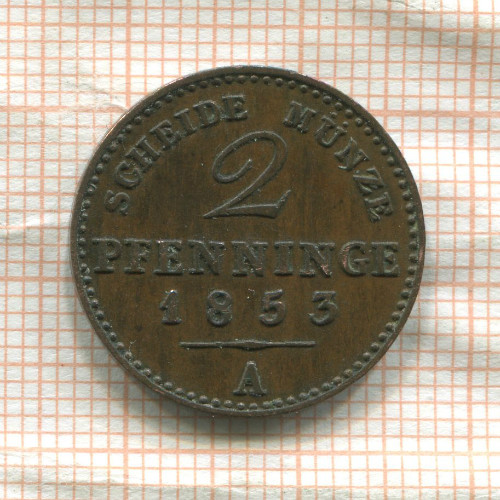 SCHEIDE MÜNZE
2
PFENNINGE
1853
A